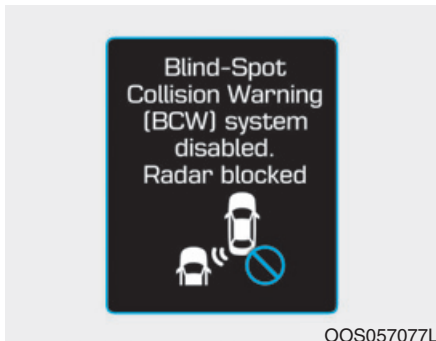 Blind-Spot
Collision Warning
(BCW) system
disabled.
Radar blocked
OOS057077L